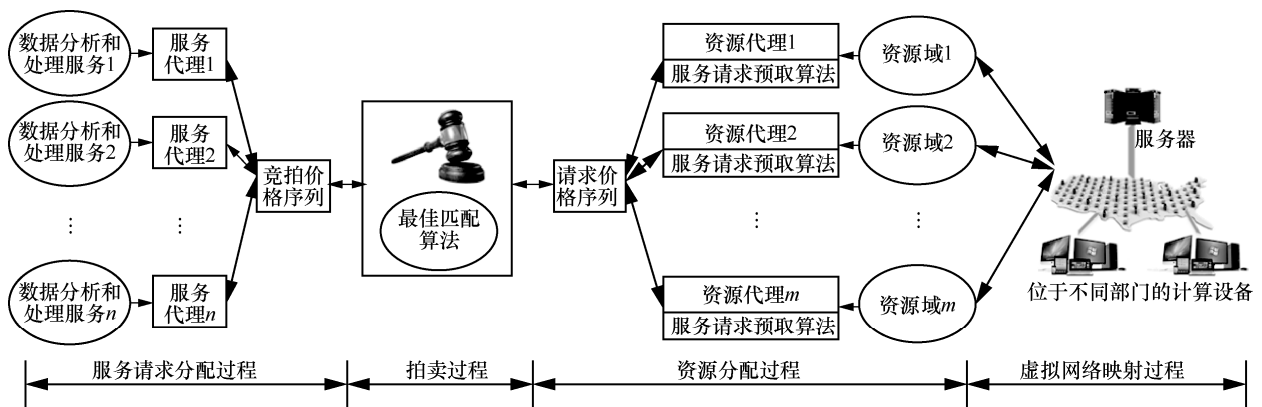 数据分析和
处理服务1
服务
代理1
数据分析和
处理服务2
服务
代理2
⋮
⋮
数据分析和
处理服务n
服务
代理n
竞拍价
格序列
最佳匹配
算法
请求价
格序列
资源代理1
服务请求预取算法
资源域1
资源代理2
服务请求预取算法
资源域2
⋮
⋮
资源代理m
服务请求预取算法
资源域m
服务器
位于不同部门的计算设备
服务请求分配过程
拍卖过程
资源分配过程
虚拟网络映射过程